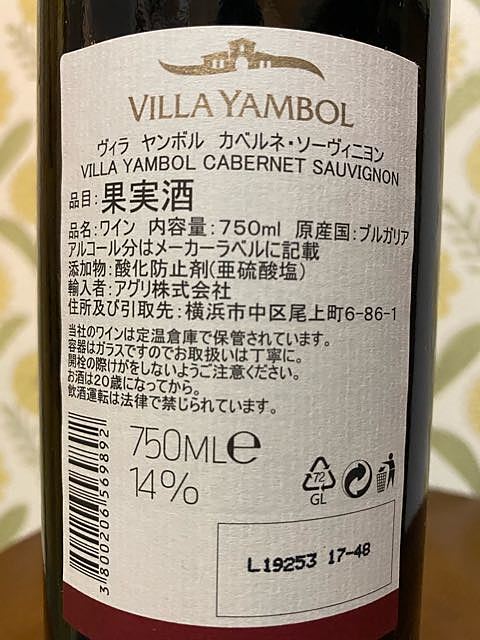 VILLA YAMBOL
ヴィラ ヤンボル カベルネ・ソーヴィニヨン
VILLA YAMBOL CABERNET SAUVIGNON
品目:果実酒
品名:ワイン 内容量:750ml 原産国:ブルガリア
アルコール分はメーカーラベルに記載
添加物:酸化防止剤(亜硫酸塩)
輸入者:アグリ株式会社
住所及び引取先:横浜市中区尾上町6-86-1
当社のワインは定温倉庫で保管されています。
容器はガラスですのでお取扱いは丁寧に。
開栓の際けがをしないようご注意ください。
お酒は20歳になってから。
飲酒運転は法律で禁じられています。
750MLe
14%
3800206569892
72
GL
L19253 17-48